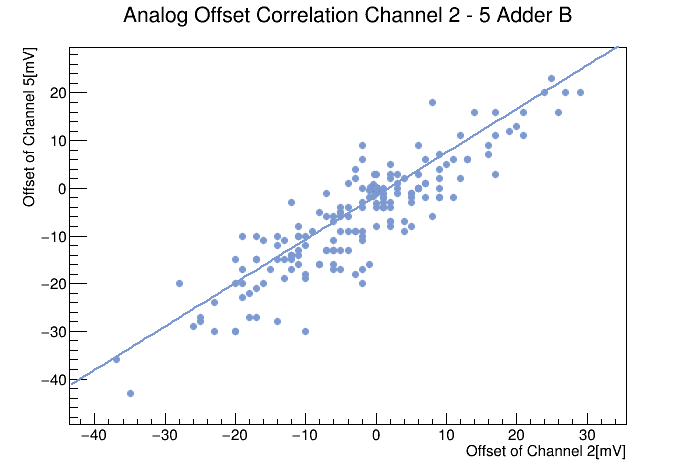 Analog Offset Correlation Channel 2 - 5 Adder B
Offset of Channel 5[mV]
20
10
0
−10
−20
−30
−40
−40 −30 −20 −10 0 10 20 30
Offset of Channel 2[mV]